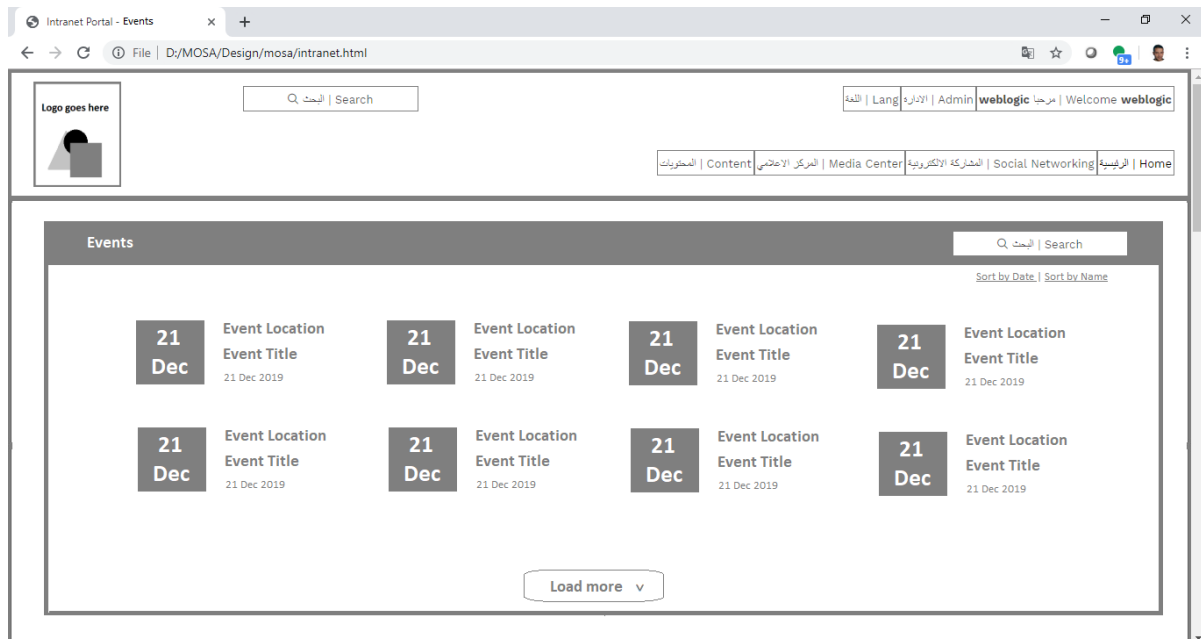 Intranet Portal - Events
File | D:/MOSA/Design/mosa/intranet.html
9+
Logo goes here
البحث | Search
اللغة | Lang
الادارة | Admin
weblogic مرحبا | Welcome weblogic
المحتويات | Content
المركز الاعلامي | Media Center
المشاركة الالكترونية | Social Networking
الرئيسية | Home
Events
البحث | Search
Sort by Date | Sort by Name
21
Dec
Event Location
Event Title
21 Dec 2019
21
Dec
Event Location
Event Title
21 Dec 2019
21
Dec
Event Location
Event Title
21 Dec 2019
21
Dec
Event Location
Event Title
21 Dec 2019
21
Dec
Event Location
Event Title
21 Dec 2019
21
Dec
Event Location
Event Title
21 Dec 2019
21
Dec
Event Location
Event Title
21 Dec 2019
21
Dec
Event Location
Event Title
21 Dec 2019
Load more v